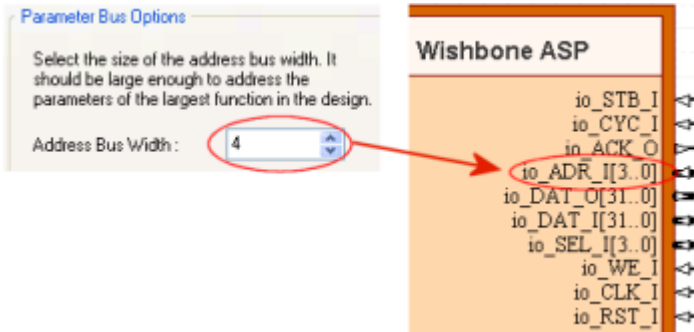 Parameter Bus Options
Select the size of the address bus width. It
should be large enough to address the
parameters of the largest function in the design.
Address Bus Width :
4
Wishbone ASP
io_STB_I
io_CYC_I
io_ACK_O
io_ADR_I[3..0]
io_DAT_O[31..0]
io_DAT_I[31..0]
io_SEL_I[3..0]
io_WE_I
io_CLK_I
io_RST_I